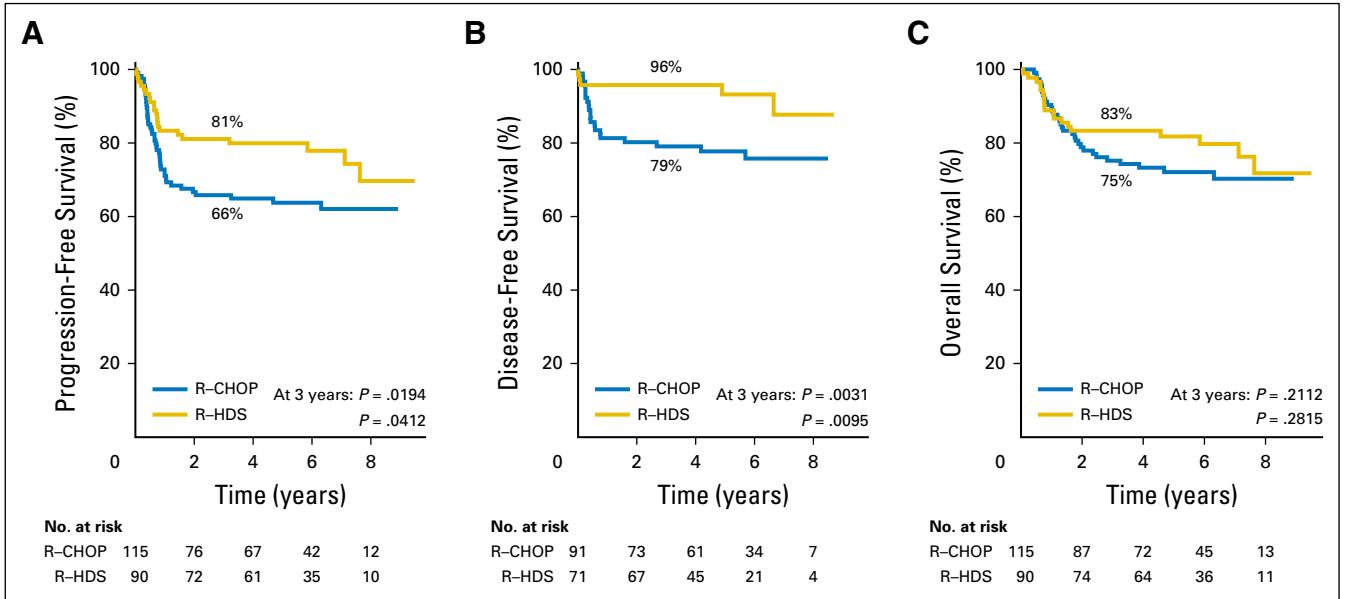 A
Progression-Free Survival (%)
100
80
60
40
20
0
81%
66%
R–CHOP
R–HDS
At 3 years: P = .0194
P = .0412
2 4 6 8
Time (years)
No. at risk
R–CHOP 115 76 67 42 12
R–HDS 90 72 61 35 10
B
Disease-Free Survival (%)
100
80
60
40
20
0
96%
79%
R–CHOP
R–HDS
At 3 years: P = .0031
P = .0095
2 4 6 8
Time (years)
No. at risk
R–CHOP 91 73 61 34 7
R–HDS 71 67 45 21 4
C
Overall Survival (%)
100
80
60
40
20
0
83%
75%
R–CHOP
R–HDS
At 3 years: P = .2112
P = .2815
2 4 6 8
Time (years)
No. at risk
R–CHOP 115 87 72 45 13
R–HDS 90 74 64 36 11